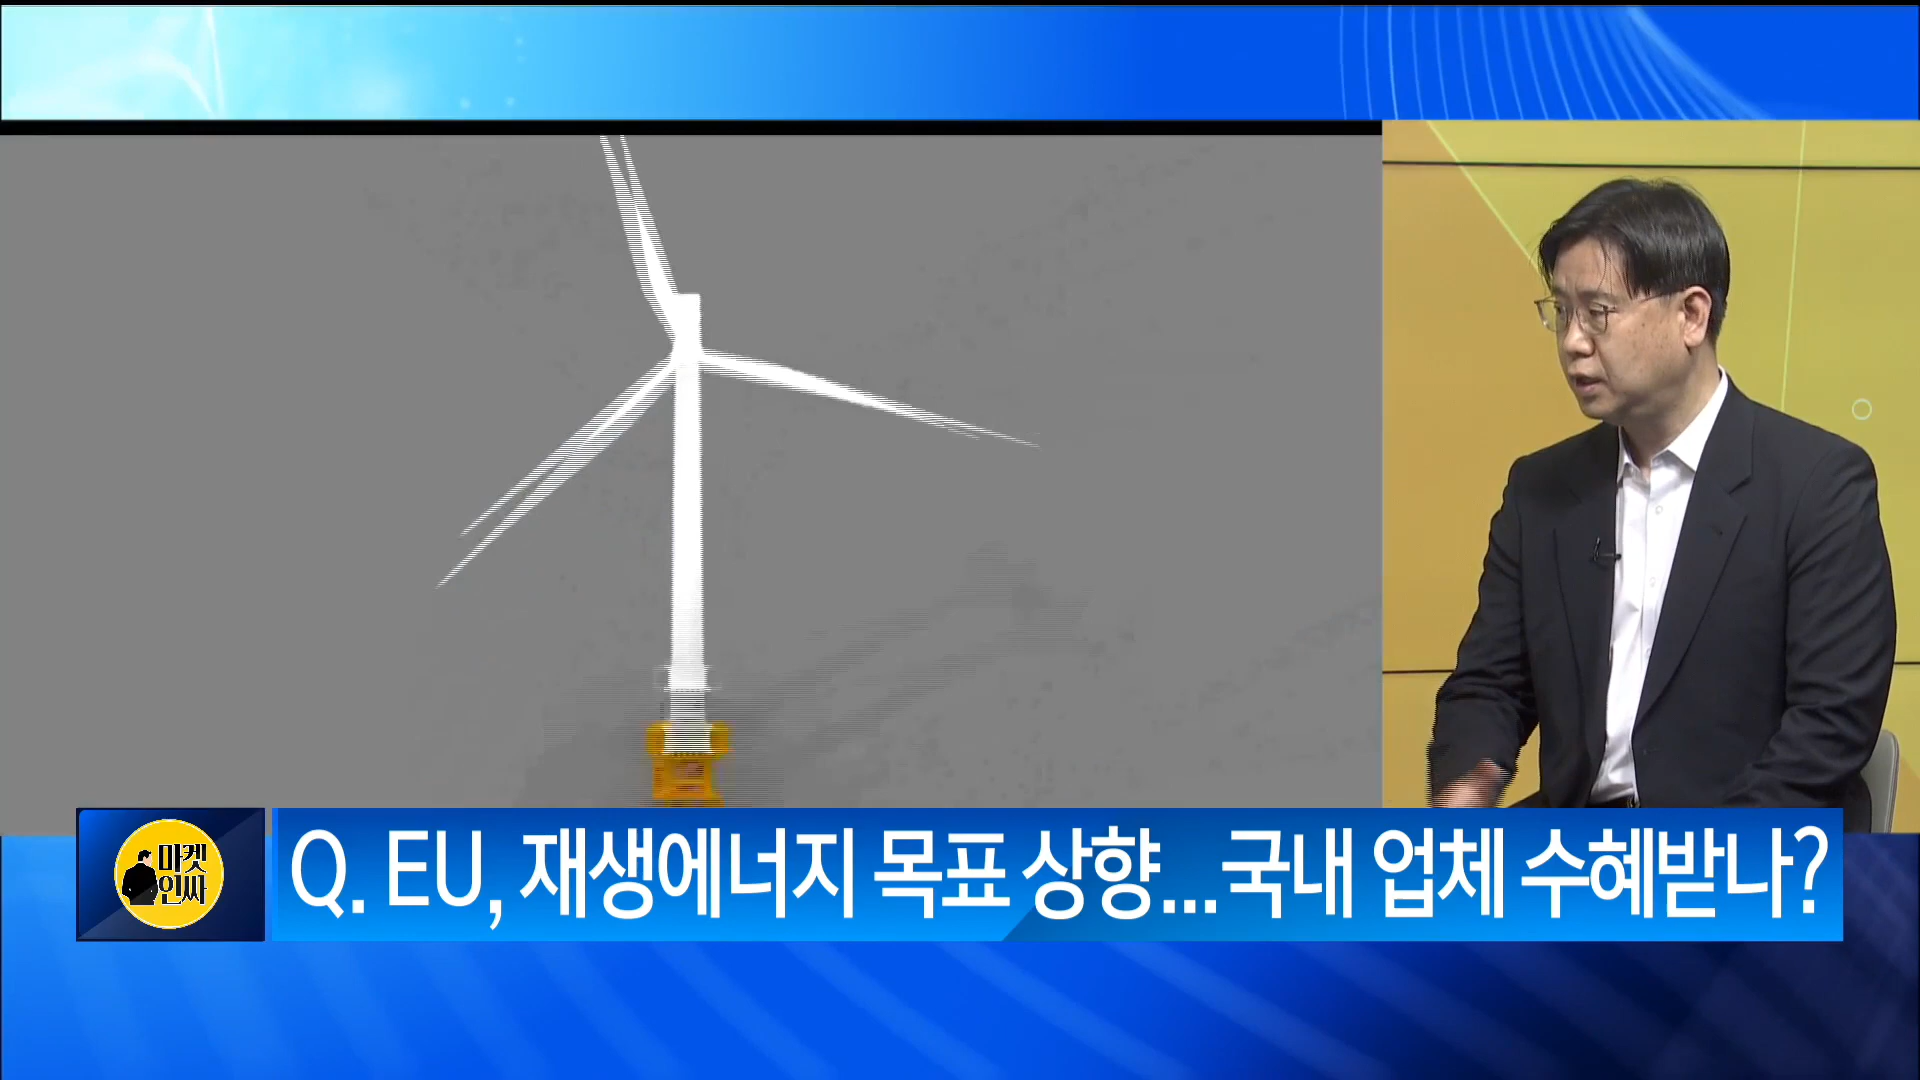 마켓
인싸
Q. EU, 재생에너지 목표 상향...국내 업체 수혜받나?